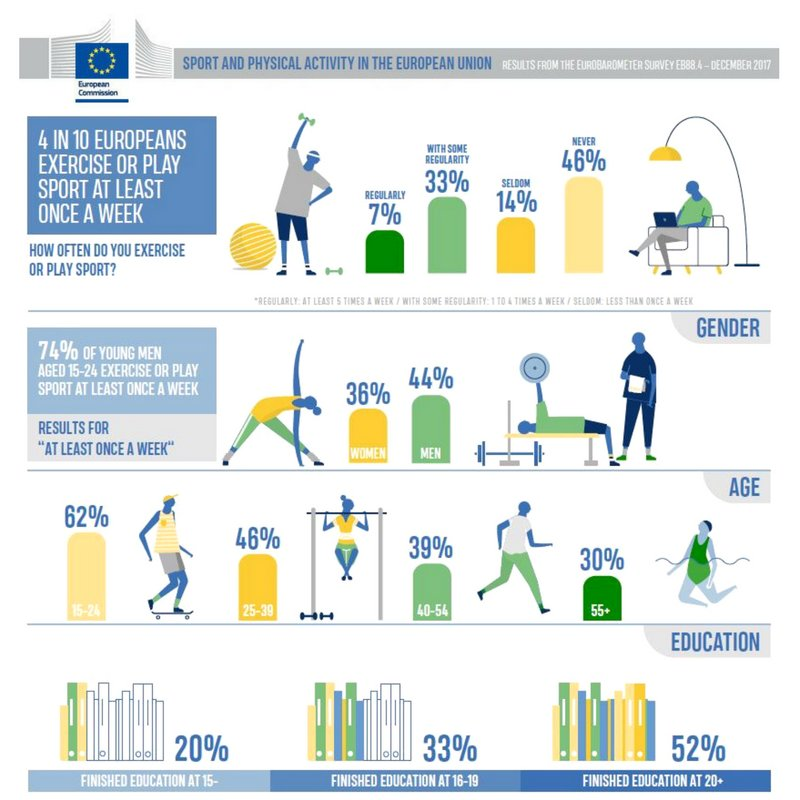 European
Commission
SPORT AND PHYSICAL ACTIVITY IN THE EUROPEAN UNION RESULTS FROM THE EUROBAROMETER SURVEY EB88.4 – DECEMBER 2017
4 IN 10 EUROPEANS
EXERCISE OR PLAY
SPORT AT LEAST
ONCE A WEEK
HOW OFTEN DO YOU EXERCISE
OR PLAY SPORT?
REGULARLY
7%
WITH SOME
REGULARITY
33%
SELDOM
14%
NEVER
46%
*REGULARLY: AT LEAST 5 TIMES A WEEK / WITH SOME REGULARITY: 1 TO 4 TIMES A WEEK / SELDOM: LESS THAN ONCE A WEEK
GENDER
74% OF YOUNG MEN
AGED 15-24 EXERCISE OR PLAY
SPORT AT LEAST ONCE A WEEK
RESULTS FOR
"AT LEAST ONCE A WEEK"
36%
WOMEN
44%
MEN
AGE
62%
15-24
46%
25-39
39%
40-54
30%
55+
EDUCATION
20%
FINISHED EDUCATION AT 15-
33%
FINISHED EDUCATION AT 16-19
52%
FINISHED EDUCATION AT 20+